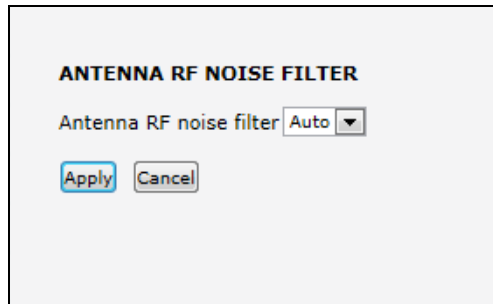 ANTENNA RF NOISE FILTER
Antenna RF noise filter Auto
Apply Cancel